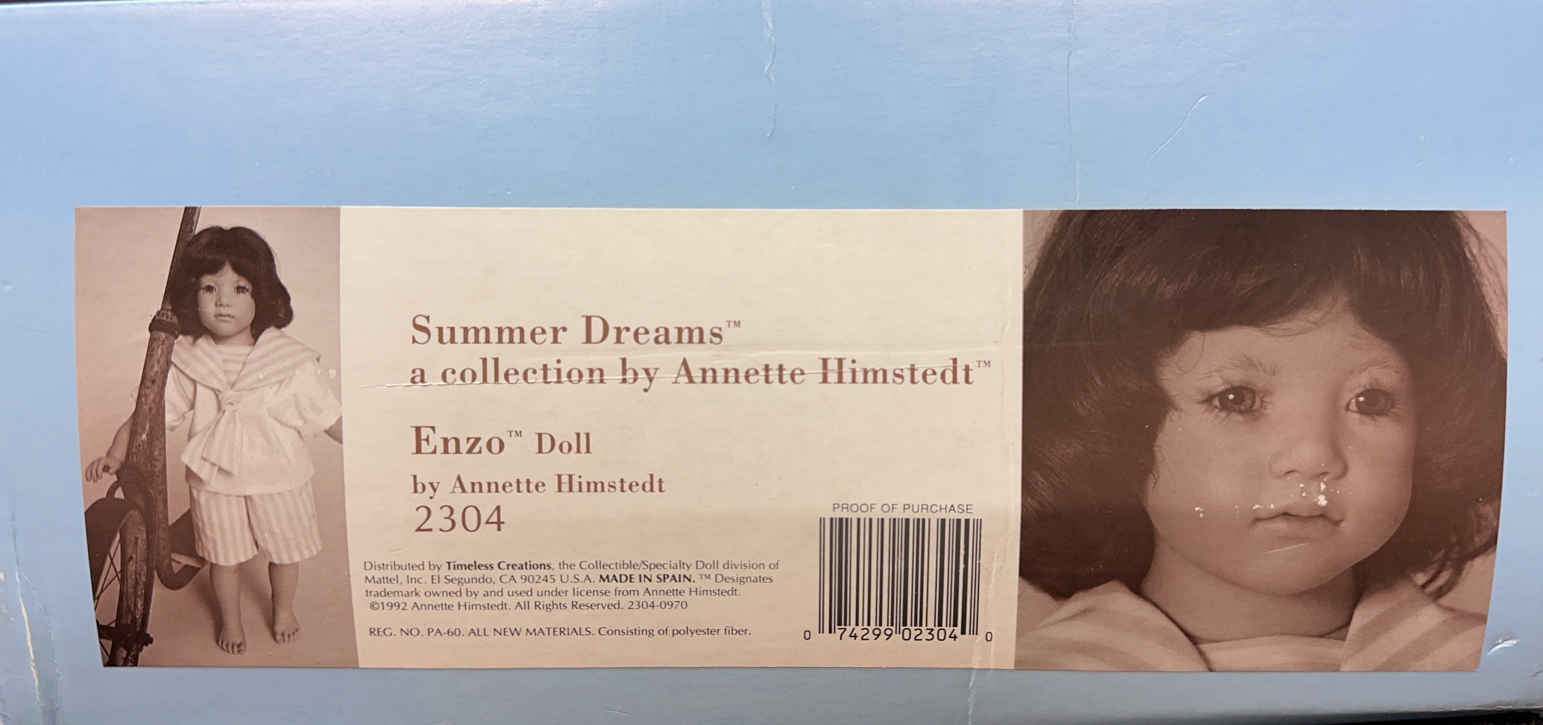 Summer Dreams™
a collection by Annette Himstedt™
Enzo™ Doll
by Annette Himstedt
2304
PROOF OF PURCHASE
Distributed by Timeless Creations, the Collectible/Specialty Doll division of
Mattel, Inc. El Segundo, CA 90245 U.S.A. MADE IN SPAIN. ™ Designates
trademark owned by and used under license from Annette Himstedt.
©1992 Annette Himstedt. All Rights Reserved. 2304-0970
REG. NO. PA-60. ALL NEW MATERIALS. Consisting of polyester fiber.
0 74299 02304 0